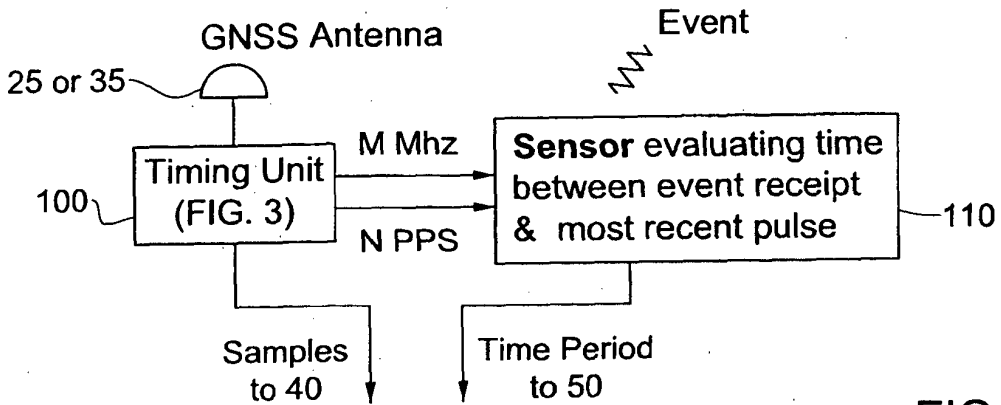 GNSS Antenna
Event
25 or 35
M Mhz
Timing Unit
(FIG. 3)
100
N PPS
Sensor evaluating time
between event receipt
& most recent pulse
110
Samples
to 40
Time Period
to 50